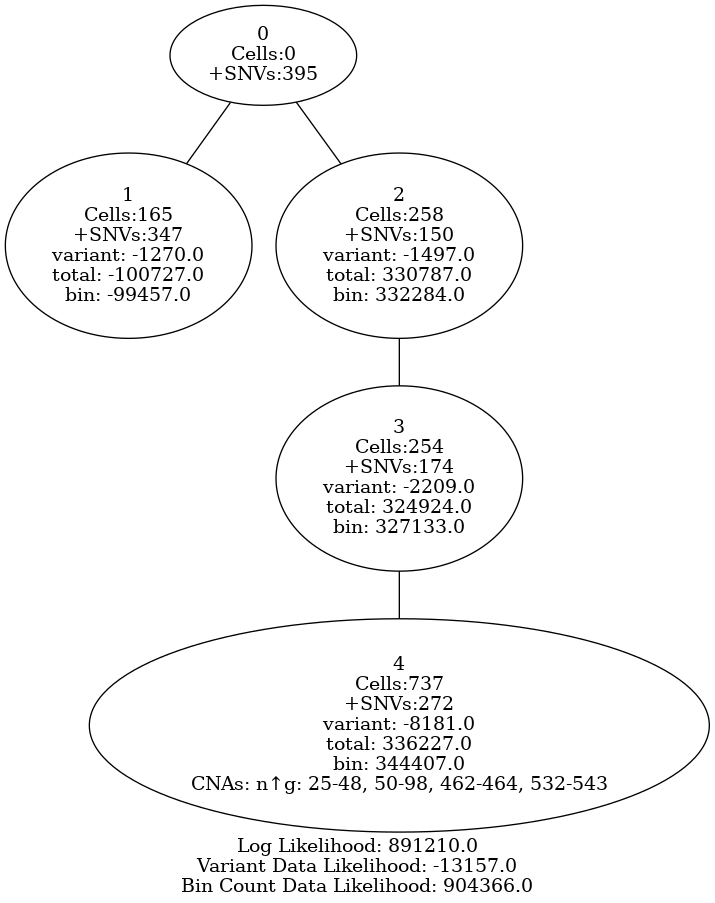 0
Cells:0
+SNVs:395
1
Cells:165
+SNVs:347
variant: -1270.0
total: -100727.0
bin: -99457.0
2
Cells:258
+SNVs:150
variant: -1497.0
total: 330787.0
bin: 332284.0
3
Cells:254
+SNVs:174
variant: -2209.0
total: 324924.0
bin: 327133.0
4
Cells:737
+SNVs:272
variant: -8181.0
total: 336227.0
bin: 344407.0
CNAs: n↑g: 25-48, 50-98, 462-464, 532-543
Log Likelihood: 891210.0
Variant Data Likelihood: -13157.0
Bin Count Data Likelihood: 904366.0